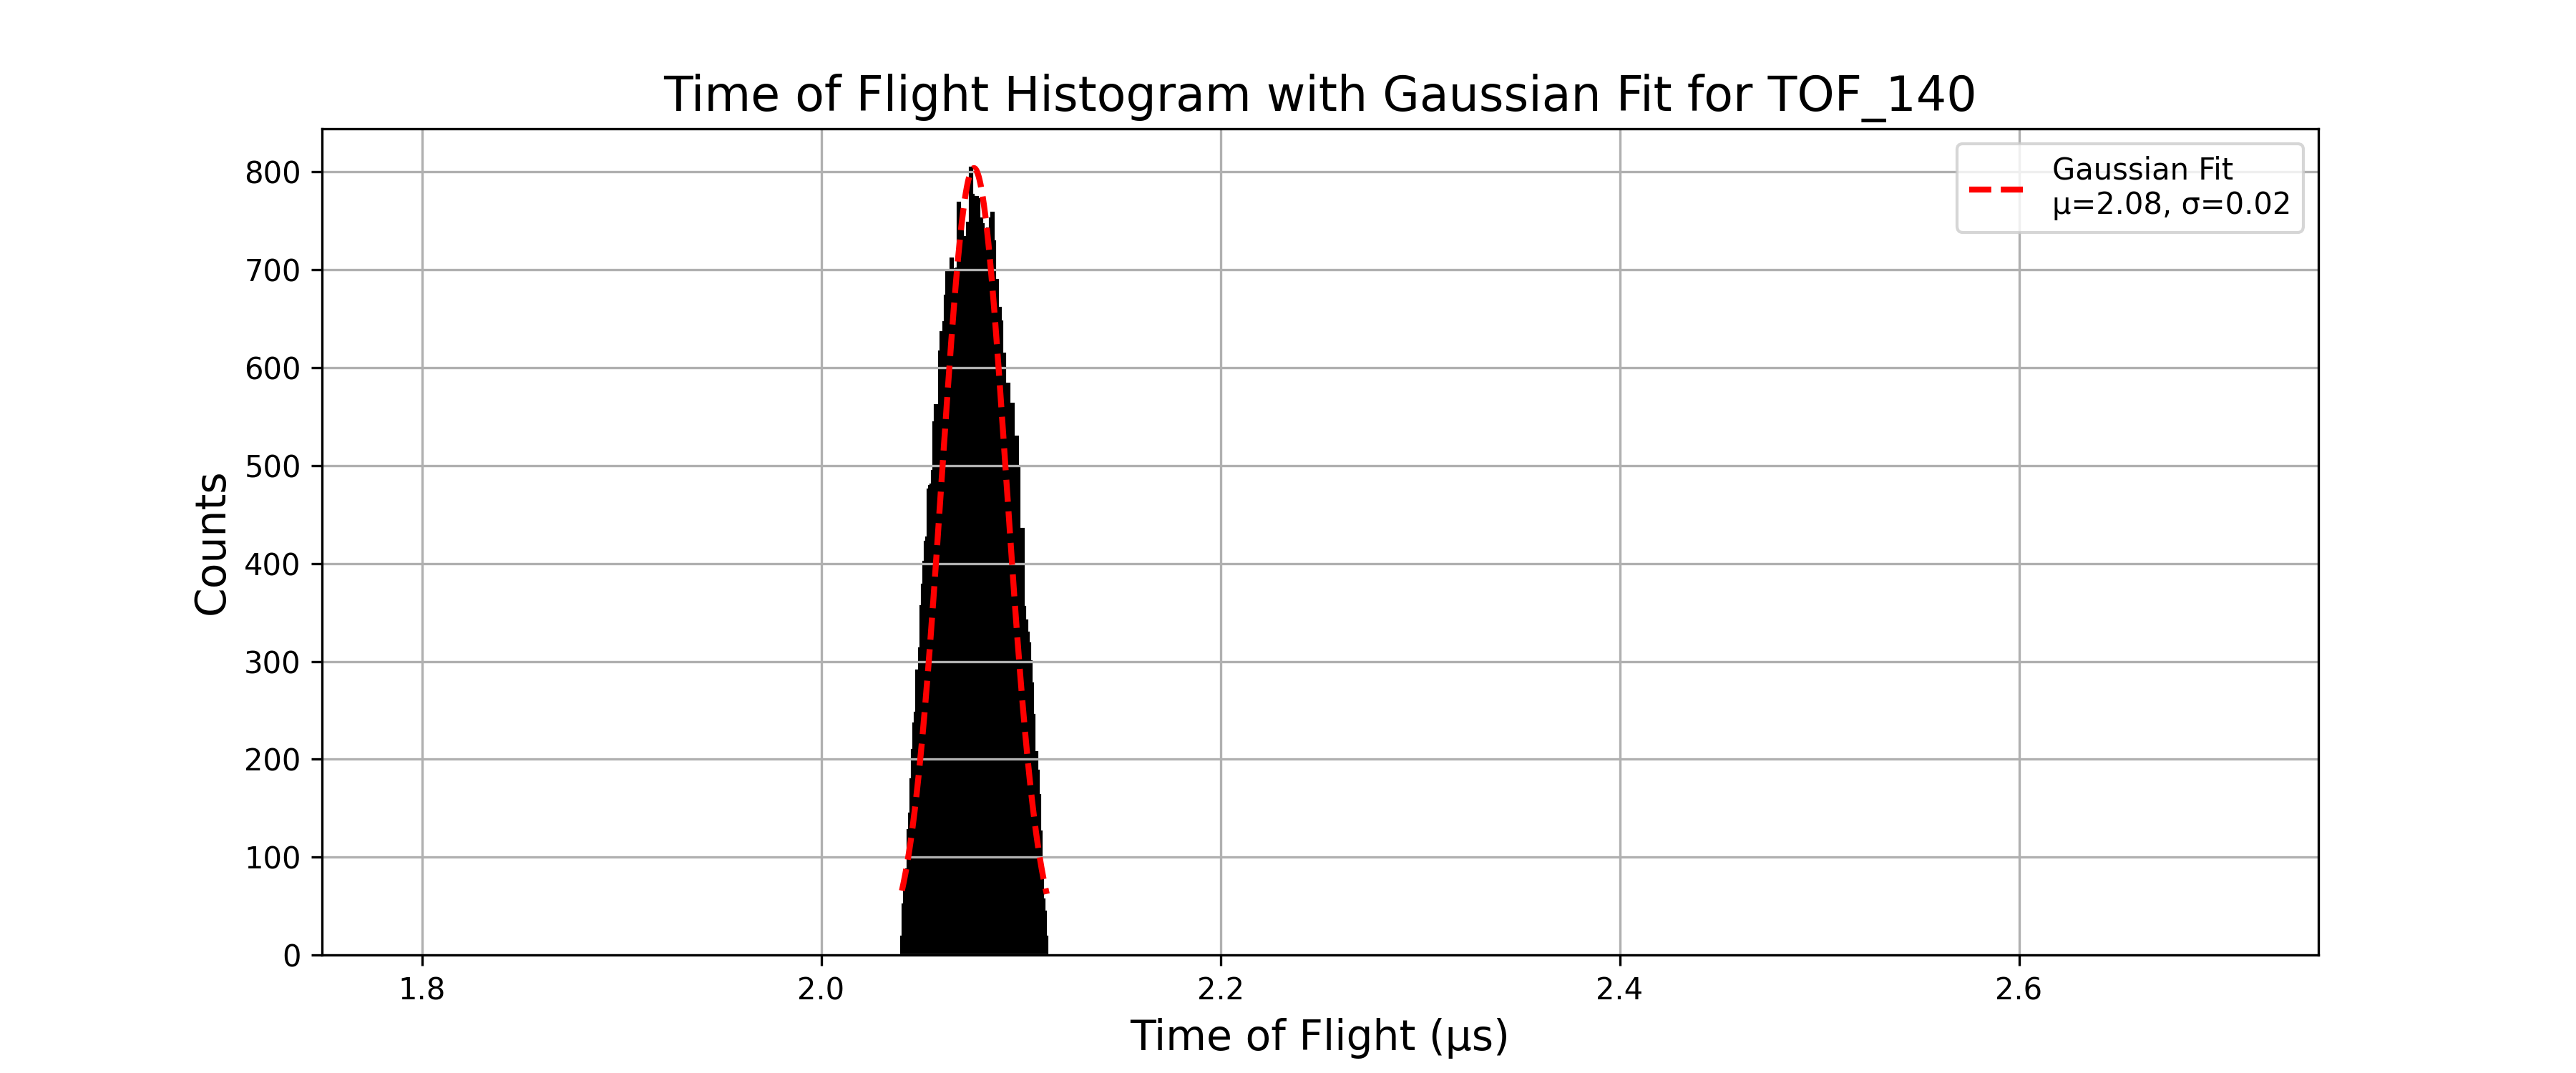 Time of Flight Histogram with Gaussian Fit for TOF_140
Gaussian Fit
μ=2.08, σ=0.02
800
700
600
500
400
300
200
100
0
Counts
1.8 2.0 2.2 2.4 2.6
Time of Flight (μs)